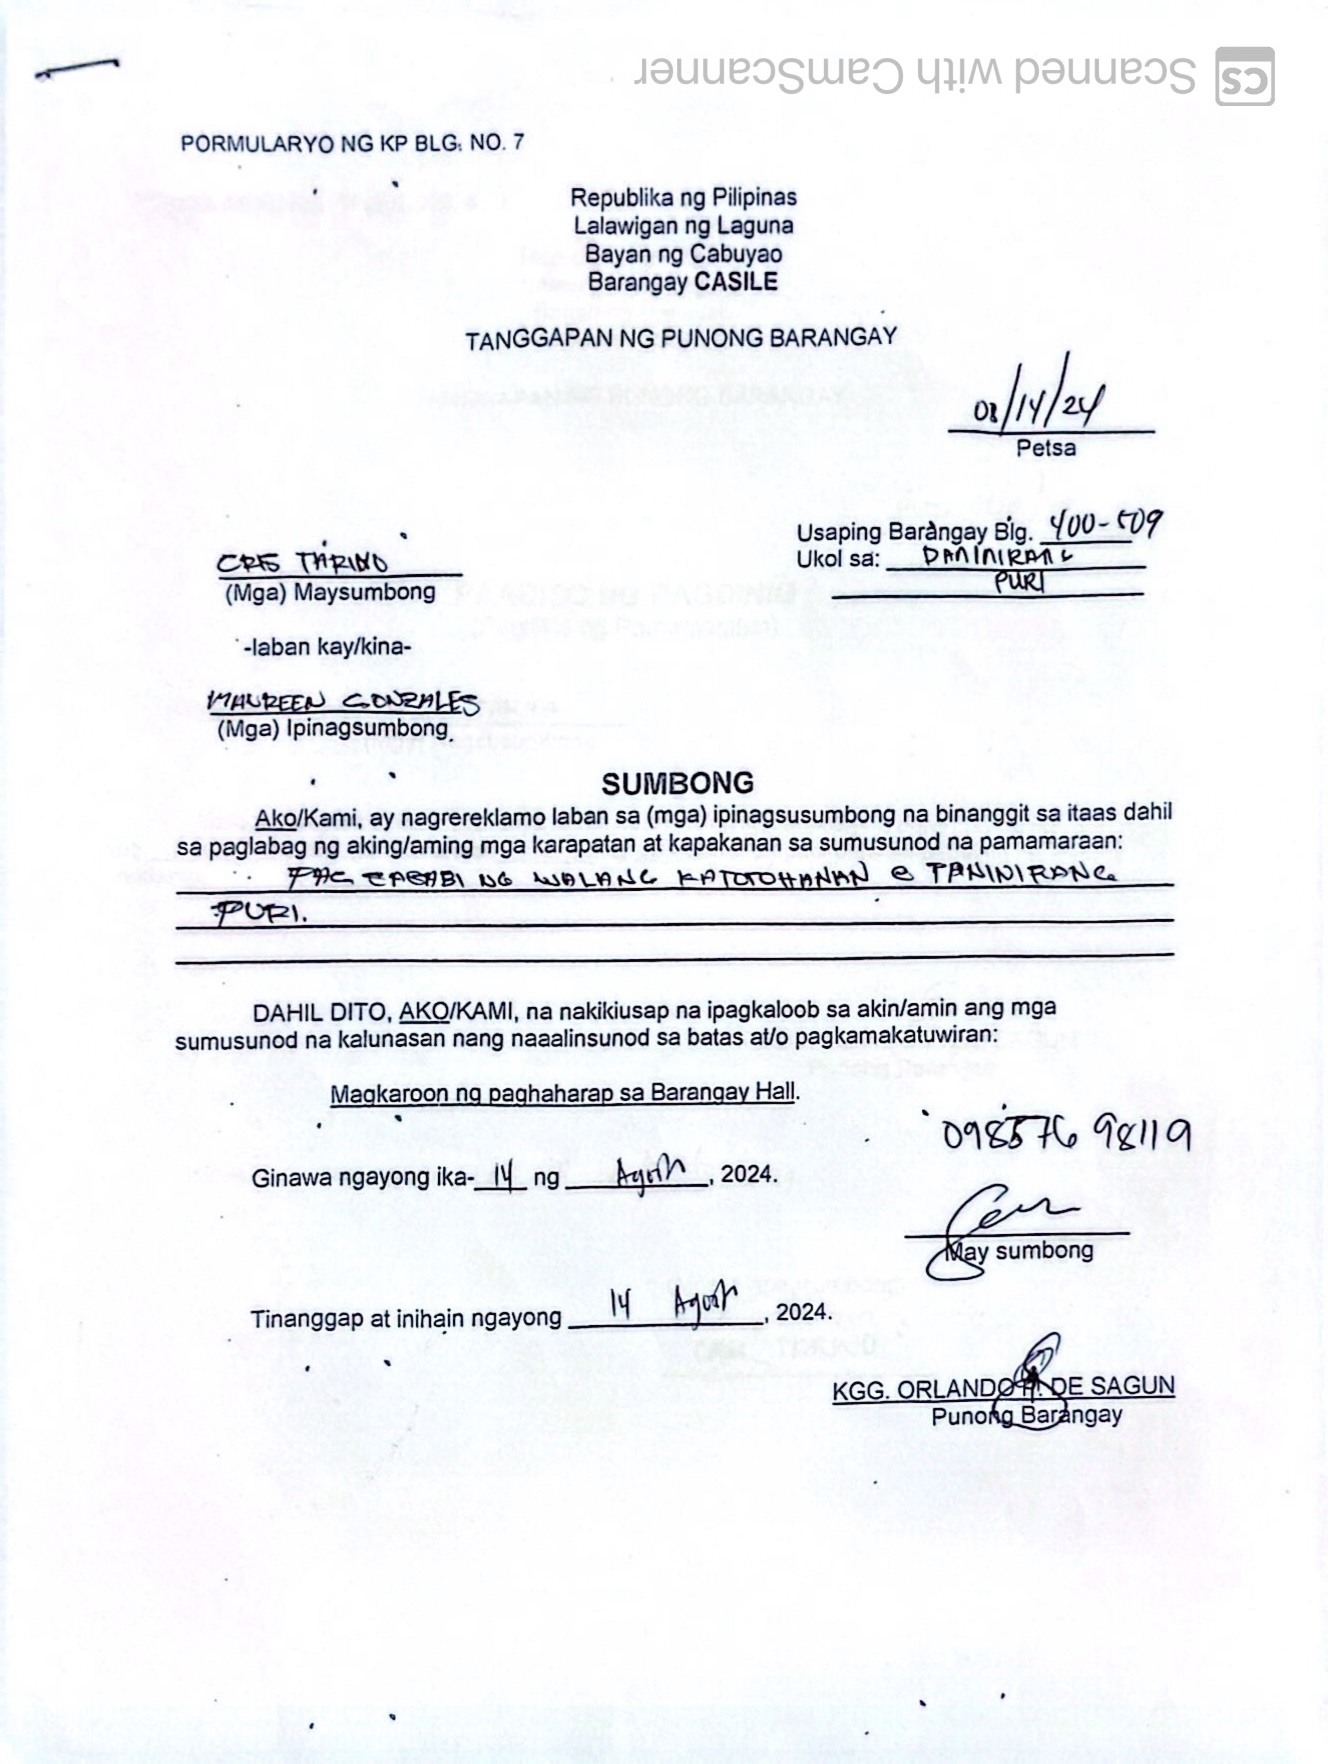 Scanned with CamScanner
CS
PORMULARYO NG KP BLG. NO. 7
Republika ng Pilipinas
Lalawigan ng Laguna
Bayan ng Cabuyao
Barangay CASILE
TANGGAPAN NG PUNONG BARANGAY
08/14/24
Petsa
Usaping Barangay Blg. 400-509
Ukol sa: PANINIRANG
PURI
CRIS TARINO
(Mga) Maysumbong
-laban kay/kina-
MAUREEN GONZALES
(Mga) Ipinagsumbong
SUMBONG
Ako/Kami, ay nagrereklamo laban sa (mga) ipinagsusumbong na binanggit sa itaas dahil
sa paglabag ng aking/aming mga karapatan at kapakanan sa sumusunod na pamamaraan:
PAG SASABI NG WALANG KATOTOHANAN @ PANINIRANG
PURI.
DAHIL DITO, AKO/KAMI, na nakikiusap na ipagkaloob sa akin/amin ang mga
sumusunod na kalunasan nang naaalinsunod sa batas at/o pagkamakatuwiran:
Magkaroon ng paghaharap sa Barangay Hall.
09857698119
Ginawa ngayong ika- 14 ng Agosto, 2024.
May sumbong
Tinanggap at inihain ngayong 14 Agosto, 2024.
KGG. ORLANDO H. DE SAGUN
Punong Barangay